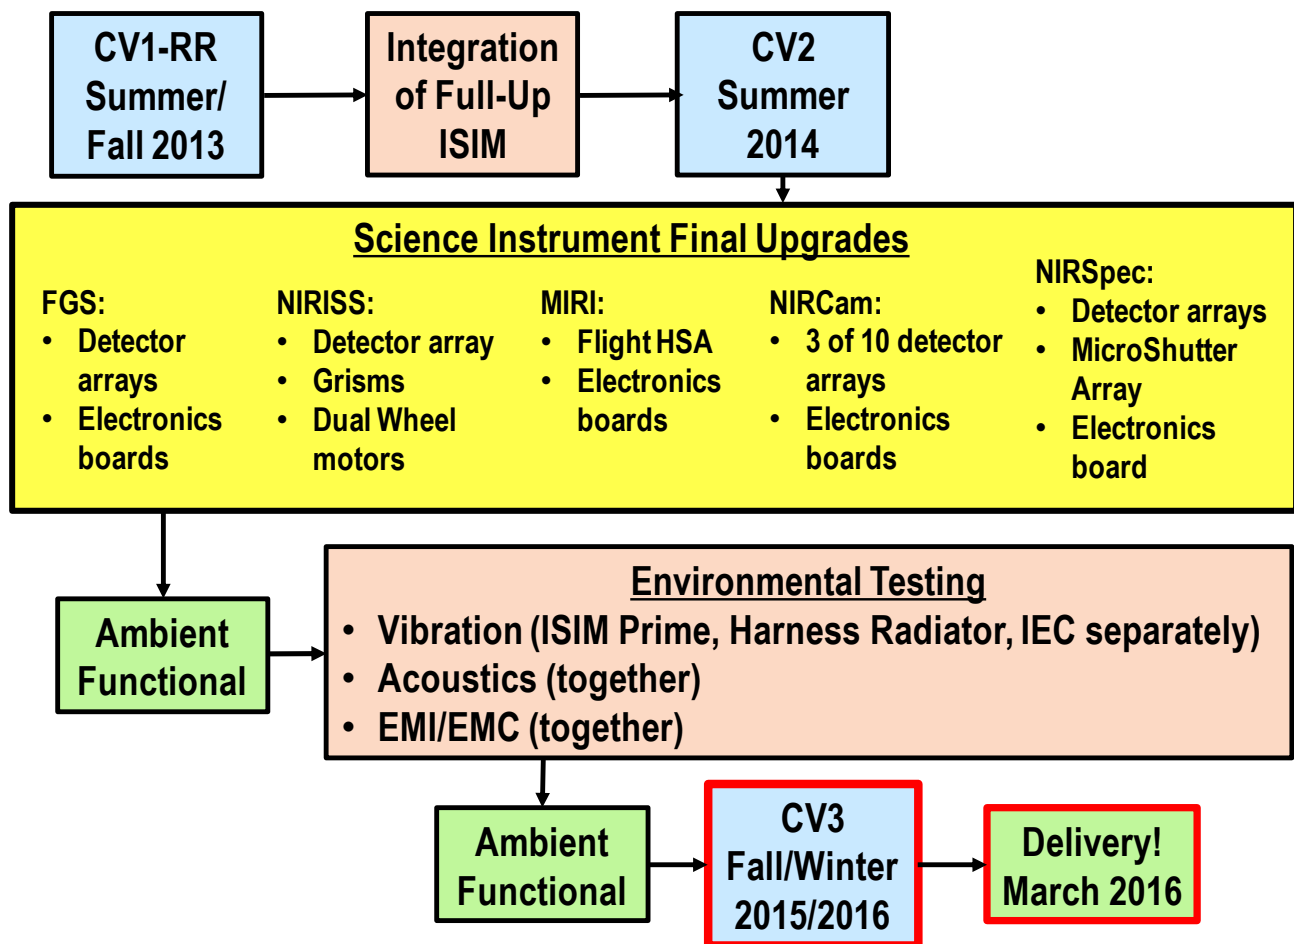 CV1-RR
Summer/
Fall 2013
Integration
of Full-Up
ISIM
CV2
Summer
2014
Science Instrument Final Upgrades
FGS:
• Detector
arrays
• Electronics
boards
NIRISS:
• Detector array
• Grisms
• Dual Wheel
motors
MIRI:
• Flight HSA
• Electronics
boards
NIRCam:
• 3 of 10 detector
arrays
• Electronics
boards
NIRSpec:
• Detector arrays
• MicroShutter
Array
• Electronics
board
Ambient
Functional
Environmental Testing
• Vibration (ISIM Prime, Harness Radiator, IEC separately)
• Acoustics (together)
• EMI/EMC (together)
Ambient
Functional
CV3
Fall/Winter
2015/2016
Delivery!
March 2016